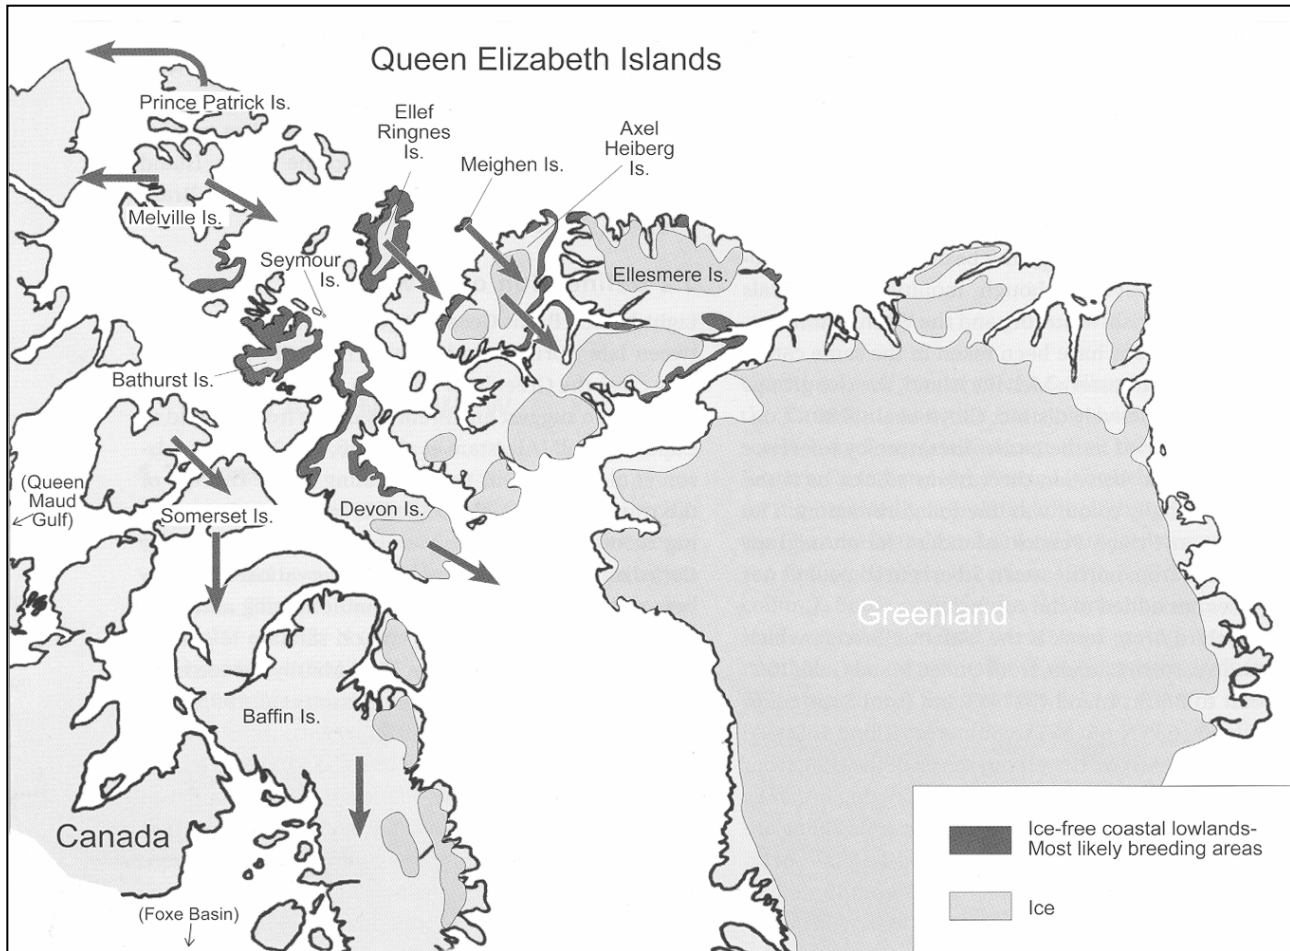 Queen Elizabeth Islands
Prince Patrick Is.
Ellef
Ringnes
Is.
Axel
Heiberg
Is.
Meighen Is.
Melville Is.
Seymour
Is.
Ellesmere Is.
Bathurst Is.
(Queen
Maud
Gulf)
Somerset Is.
Devon Is.
Greenland
Baffin Is.
Canada
(Foxe Basin)
Ice-free coastal lowlands-
Most likely breeding areas
Ice